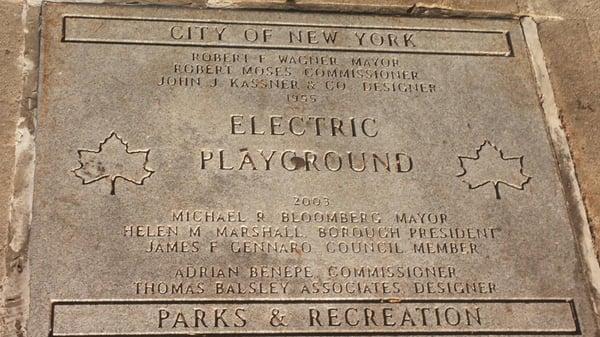 CITY OF NEW YORK
ROBERT F WAGNER MAYOR
ROBERT MOSES COMMISSIONER
JOHN J. KASSNER & CO. DESIGNER
1955
ELECTRIC
PLAYGROUND
2003
MICHAEL R. BLOOMBERG MAYOR
HELEN M MARSHALL, BOROUGH PRESIDENT
JAMES F GENNARO COUNCIL MEMBER
ADRIAN BENEPE, COMMISSIONER
THOMAS BALSLEY ASSOCIATES, DESIGNER
PARKS & RECREATION